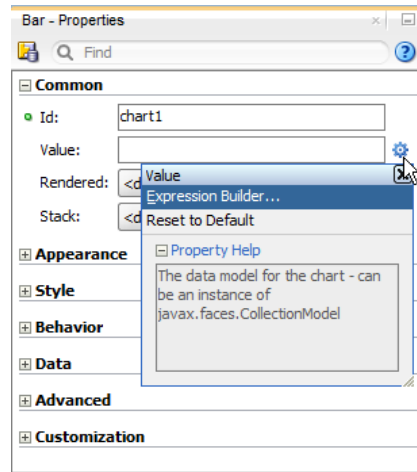 Bar - Properties
Find
Common
Id: chart1
Value:
Rendered: <d
Stack: <d
Value
Expression Builder...
Reset to Default
Property Help
The data model for the chart - can
be an instance of
javax.faces.CollectionModel
Appearance
Style
Behavior
Data
Advanced
Customization